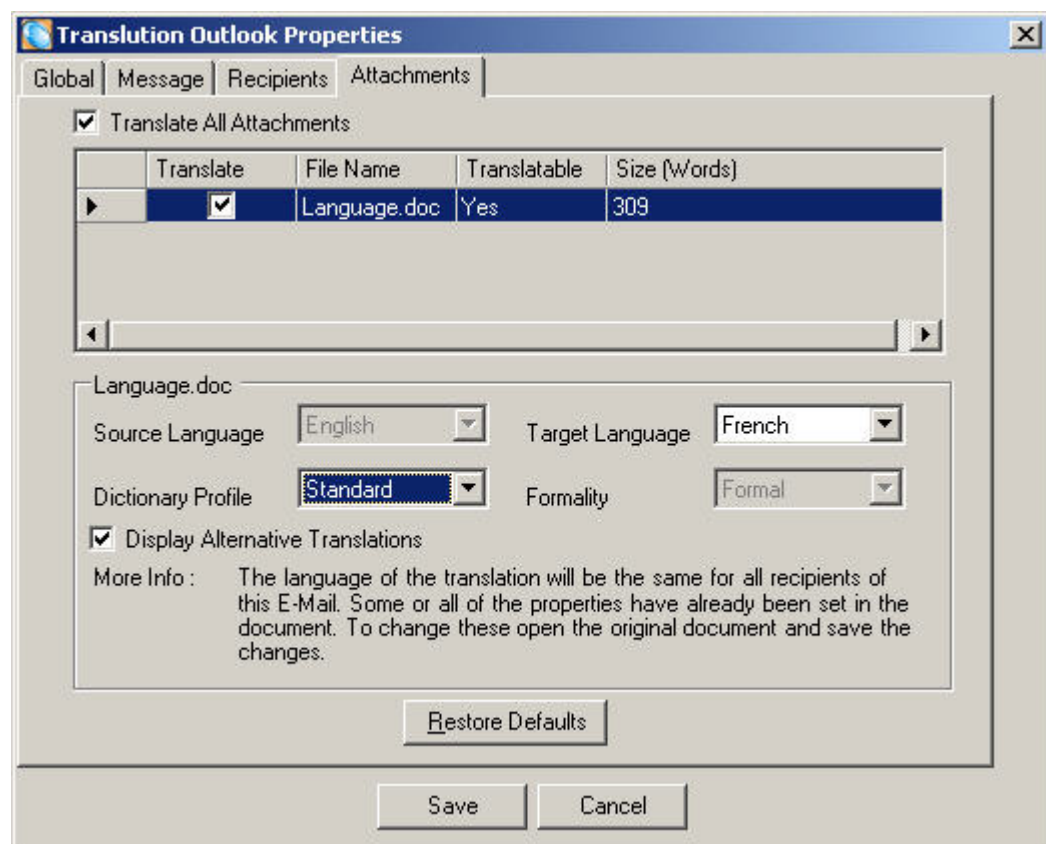 Translution Outlook Properties
Global Message Recipients Attachments
Translate All Attachments
Translate File Name Translatable Size (Words)
Language.doc Yes 309
Language.doc
Source Language English Target Language French
Dictionary Profile Standard Formality Formal
Display Alternative Translations
More Info : The language of the translation will be the same for all recipients of
this E-Mail. Some or all of the properties have already been set in the
document. To change these open the original document and save the
changes.
Restore Defaults
Save Cancel